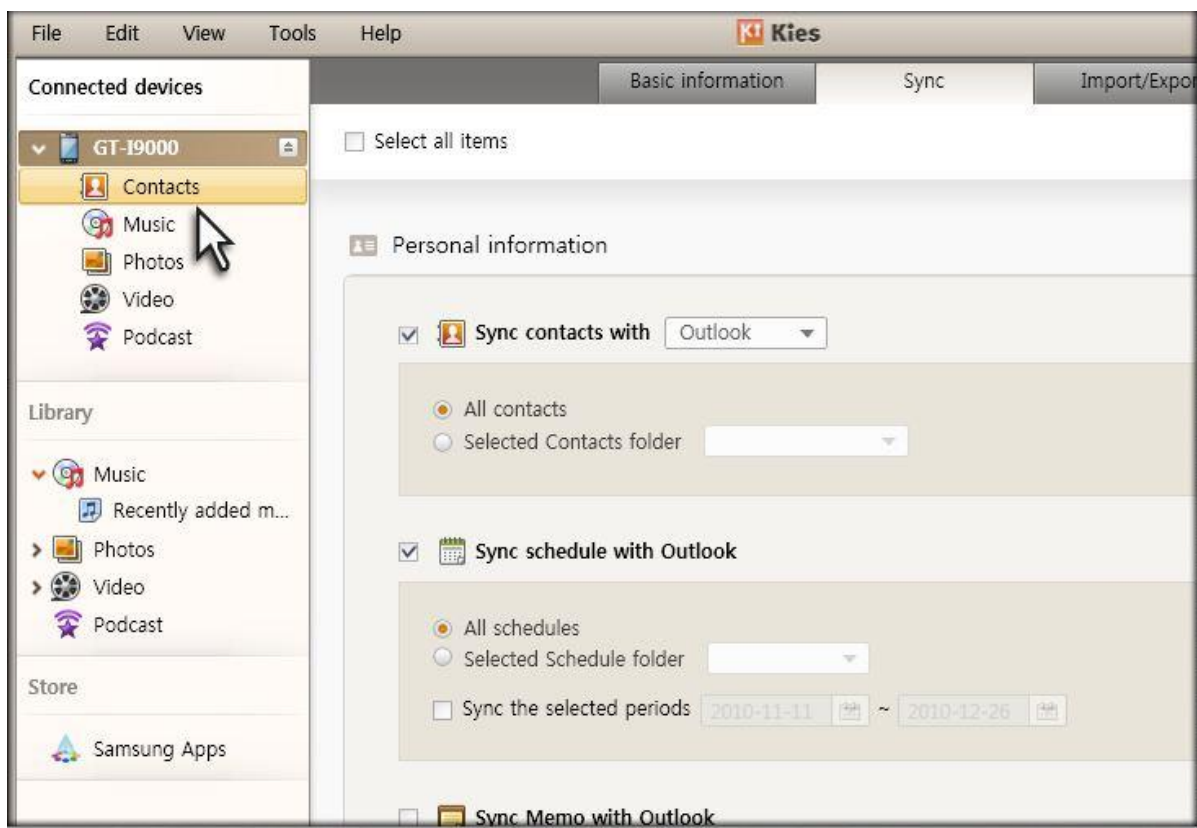 File Edit View Tools Help Kies
Connected devices
GT-I9000
Contacts
Music
Photos
Video
Podcast
Library
Music
Recently added m...
Photos
Video
Podcast
Store
Samsung Apps
Basic information Sync Import/Expor
Select all items
Personal information
Sync contacts with Outlook
All contacts
Selected Contacts folder
Sync schedule with Outlook
All schedules
Selected Schedule folder
Sync the selected periods 2010-11-11 ~ 2010-12-26
Sync Memo with Outlook